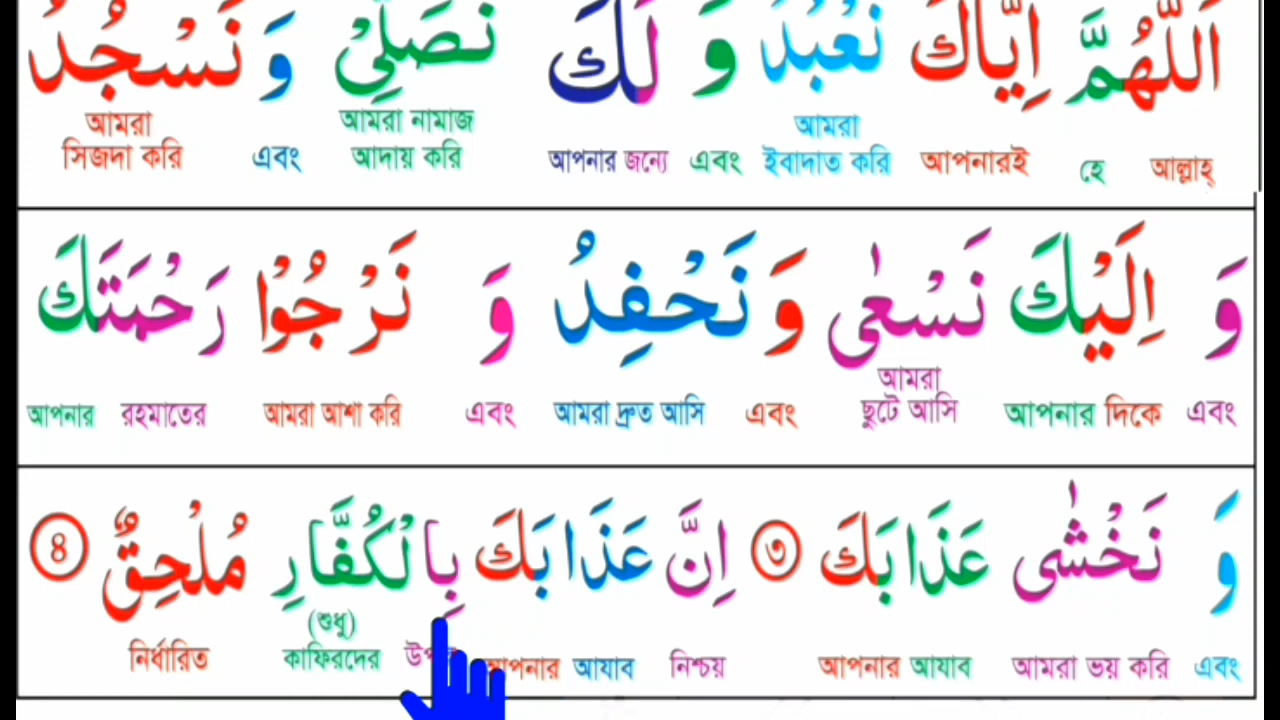 اَللّٰهُمَّ اِيَّاكَ نَعْبُدُ وَ لَكَ نُصَلِّيْ وَ نَسْجُدُ
আল্লাহ্ হে আপনারই আমরা ইবাদাত করি এবং আপনার জন্যে আমরা নামাজ আদায় করি এবং আমরা সিজদা করি
وَ اِلَيْكَ نَسْعٰى وَ نَحْفِدُ وَ نَرْجُوْا رَحْمَتَكَ
এবং আপনার দিকে আমরা ছুটে আসি এবং আমরা দ্রুত আসি এবং আমরা আশা করি আপনার রহমাতের
وَ نَخْشٰى عَذَابَكَ ৩ اِنَّ عَذَابَكَ بِالْكُفَّارِ مُلْحِقٌ ৪
এবং আমরা ভয় করি আপনার আযাব নিশ্চয় আপনার আযাব (শুধু) কাফিরদের নির্ধারিত